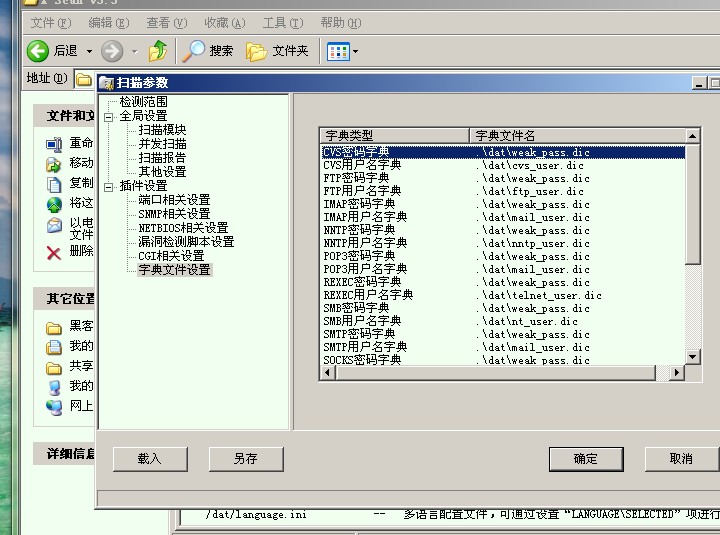 X-Scan v3.3
文件(F) 编辑(E) 查看(V) 收藏(A) 工具(T) 帮助(H)
后退 搜索 文件夹
地址(D)
扫描参数
文件和文
重命
移动
复制
将这
以电
文件
删除
其它位置
黑客
我的
共享
我的
网上
详细信息
检测范围
全局设置
扫描模块
并发扫描
扫描报告
其他设置
插件设置
端口相关设置
SNMP相关设置
NETBIOS相关设置
漏洞检测脚本设置
CGI相关设置
字典文件设置
字典类型 字典文件名
CVS密码字典 .\dat\weak_pass.dic
CVS用户名字典 .\dat\cvs_user.dic
FTP密码字典 .\dat\weak_pass.dic
FTP用户名字典 .\dat\ftp_user.dic
IMAP密码字典 .\dat\weak_pass.dic
IMAP用户名字典 .\dat\mail_user.dic
NNTP密码字典 .\dat\weak_pass.dic
NNTP用户名字典 .\dat\nntp_user.dic
POP3密码字典 .\dat\weak_pass.dic
POP3用户名字典 .\dat\mail_user.dic
REXEC密码字典 .\dat\weak_pass.dic
REXEC用户名字典 .\dat\telnet_user.dic
SMB密码字典 .\dat\weak_pass.dic
SMB用户名字典 .\dat\nt_user.dic
SMTP密码字典 .\dat\weak_pass.dic
SMTP用户名字典 .\dat\mail_user.dic
SOCKS密码字典 .\dat\weak_pass.dic
载入 另存 确定 取消
/dat/language.ini -- 多语言配置文件，可通过设置“LANGUAGE\SELECTED”项进行